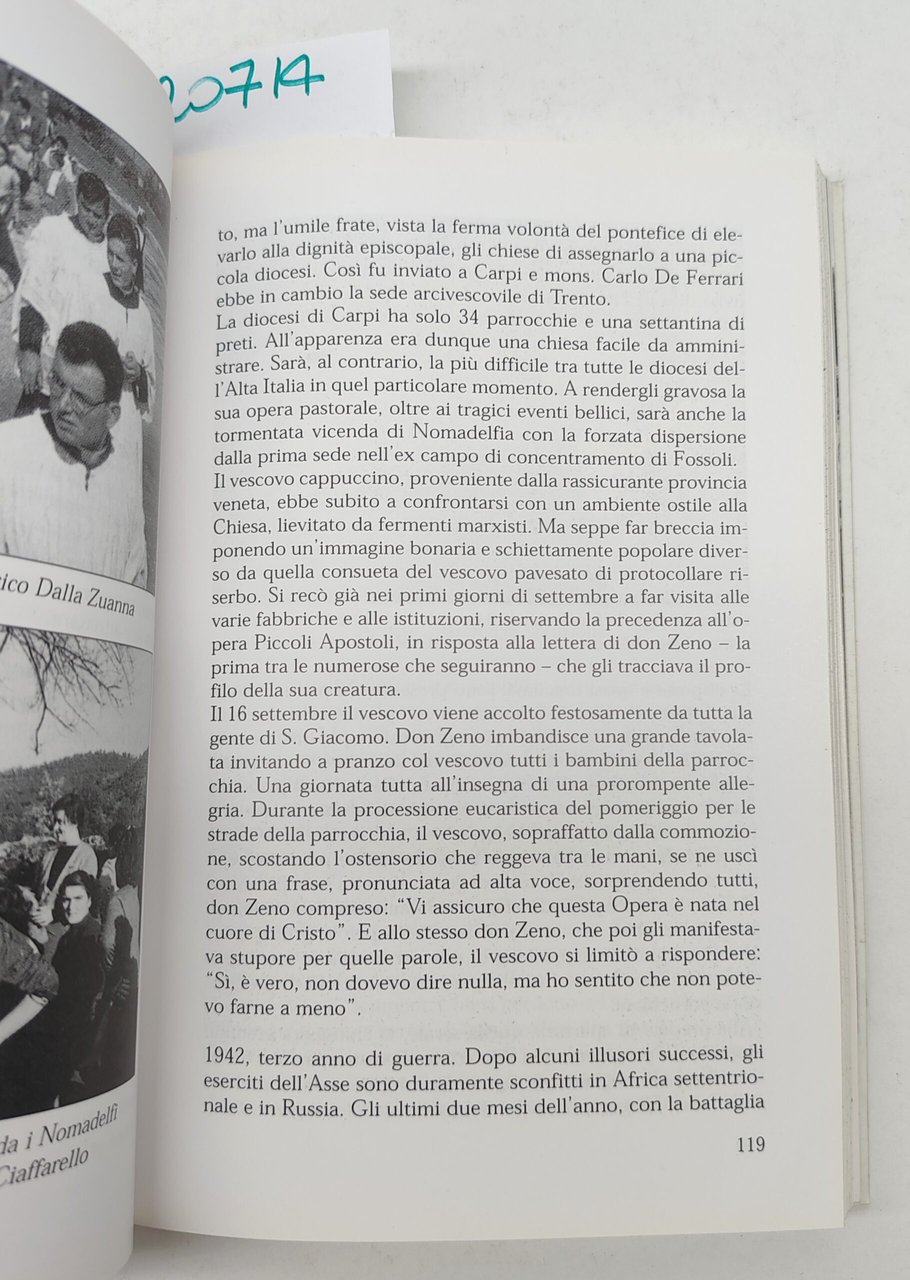 20714
ico Dalla Zuanna
da i Nomadelfi
Ciaffarello
to, ma l'umile frate, vista la ferma volontà del pontefice di ele-
varlo alla dignità episcopale, gli chiese di assegnarlo a una pic-
cola diocesi. Così fu inviato a Carpi e mons. Carlo De Ferrari
ebbe in cambio la sede arcivescovile di Trento.
La diocesi di Carpi ha solo 34 parrocchie e una settantina di
preti. All'apparenza era dunque una chiesa facile da ammini-
strare. Sarà, al contrario, la più difficile tra tutte le diocesi del-
l'Alta Italia in quel particolare momento. A rendergli gravosa la
sua opera pastorale, oltre ai tragici eventi bellici, sarà anche la
tormentata vicenda di Nomadelfia con la forzata dispersione
dalla prima sede nell'ex campo di concentramento di Fossoli.
Il vescovo cappuccino, proveniente dalla rassicurante provincia
veneta, ebbe subito a confrontarsi con un ambiente ostile alla
Chiesa, lievitato da fermenti marxisti. Ma seppe far breccia im-
ponendo un'immagine bonaria e schiettamente popolare diver-
so da quella consueta del vescovo pavesato di protocollare ri-
serbo. Si recò già nei primi giorni di settembre a far visita alle
varie fabbriche e alle istituzioni, riservando la precedenza all'o-
pera Piccoli Apostoli, in risposta alla lettera di don Zeno – la
prima tra le numerose che seguiranno – che gli tracciava il pro-
filo della sua creatura.
Il 16 settembre il vescovo viene accolto festosamente da tutta la
gente di S. Giacomo. Don Zeno imbandisce una grande tavola-
ta invitando a pranzo col vescovo tutti i bambini della parroc-
chia. Una giornata tutta all'insegna di una prorompente alle-
gria. Durante la processione eucaristica del pomeriggio per le
strade della parrocchia, il vescovo, sopraffatto dalla commozio-
ne, scostando l'ostensorio che reggeva tra le mani, se ne uscì
con una frase, pronunciata ad alta voce, sorprendendo tutti,
don Zeno compreso: “Vi assicuro che questa Opera è nata nel
cuore di Cristo”. E allo stesso don Zeno, che poi gli manifesta-
va stupore per quelle parole, il vescovo si limitò a rispondere:
“Sì, è vero, non dovevo dire nulla, ma ho sentito che non pote-
vo farne a meno”.
1942, terzo anno di guerra. Dopo alcuni illusori successi, gli
eserciti dell'Asse sono duramente sconfitti in Africa settentrio-
nale e in Russia. Gli ultimi due mesi dell'anno, con la battaglia
119